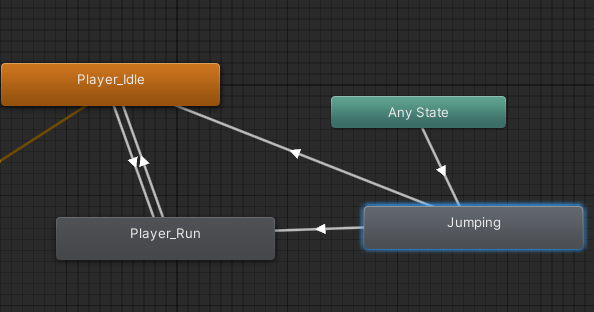 Player_Idle
Any State
Jumping
Player_Run